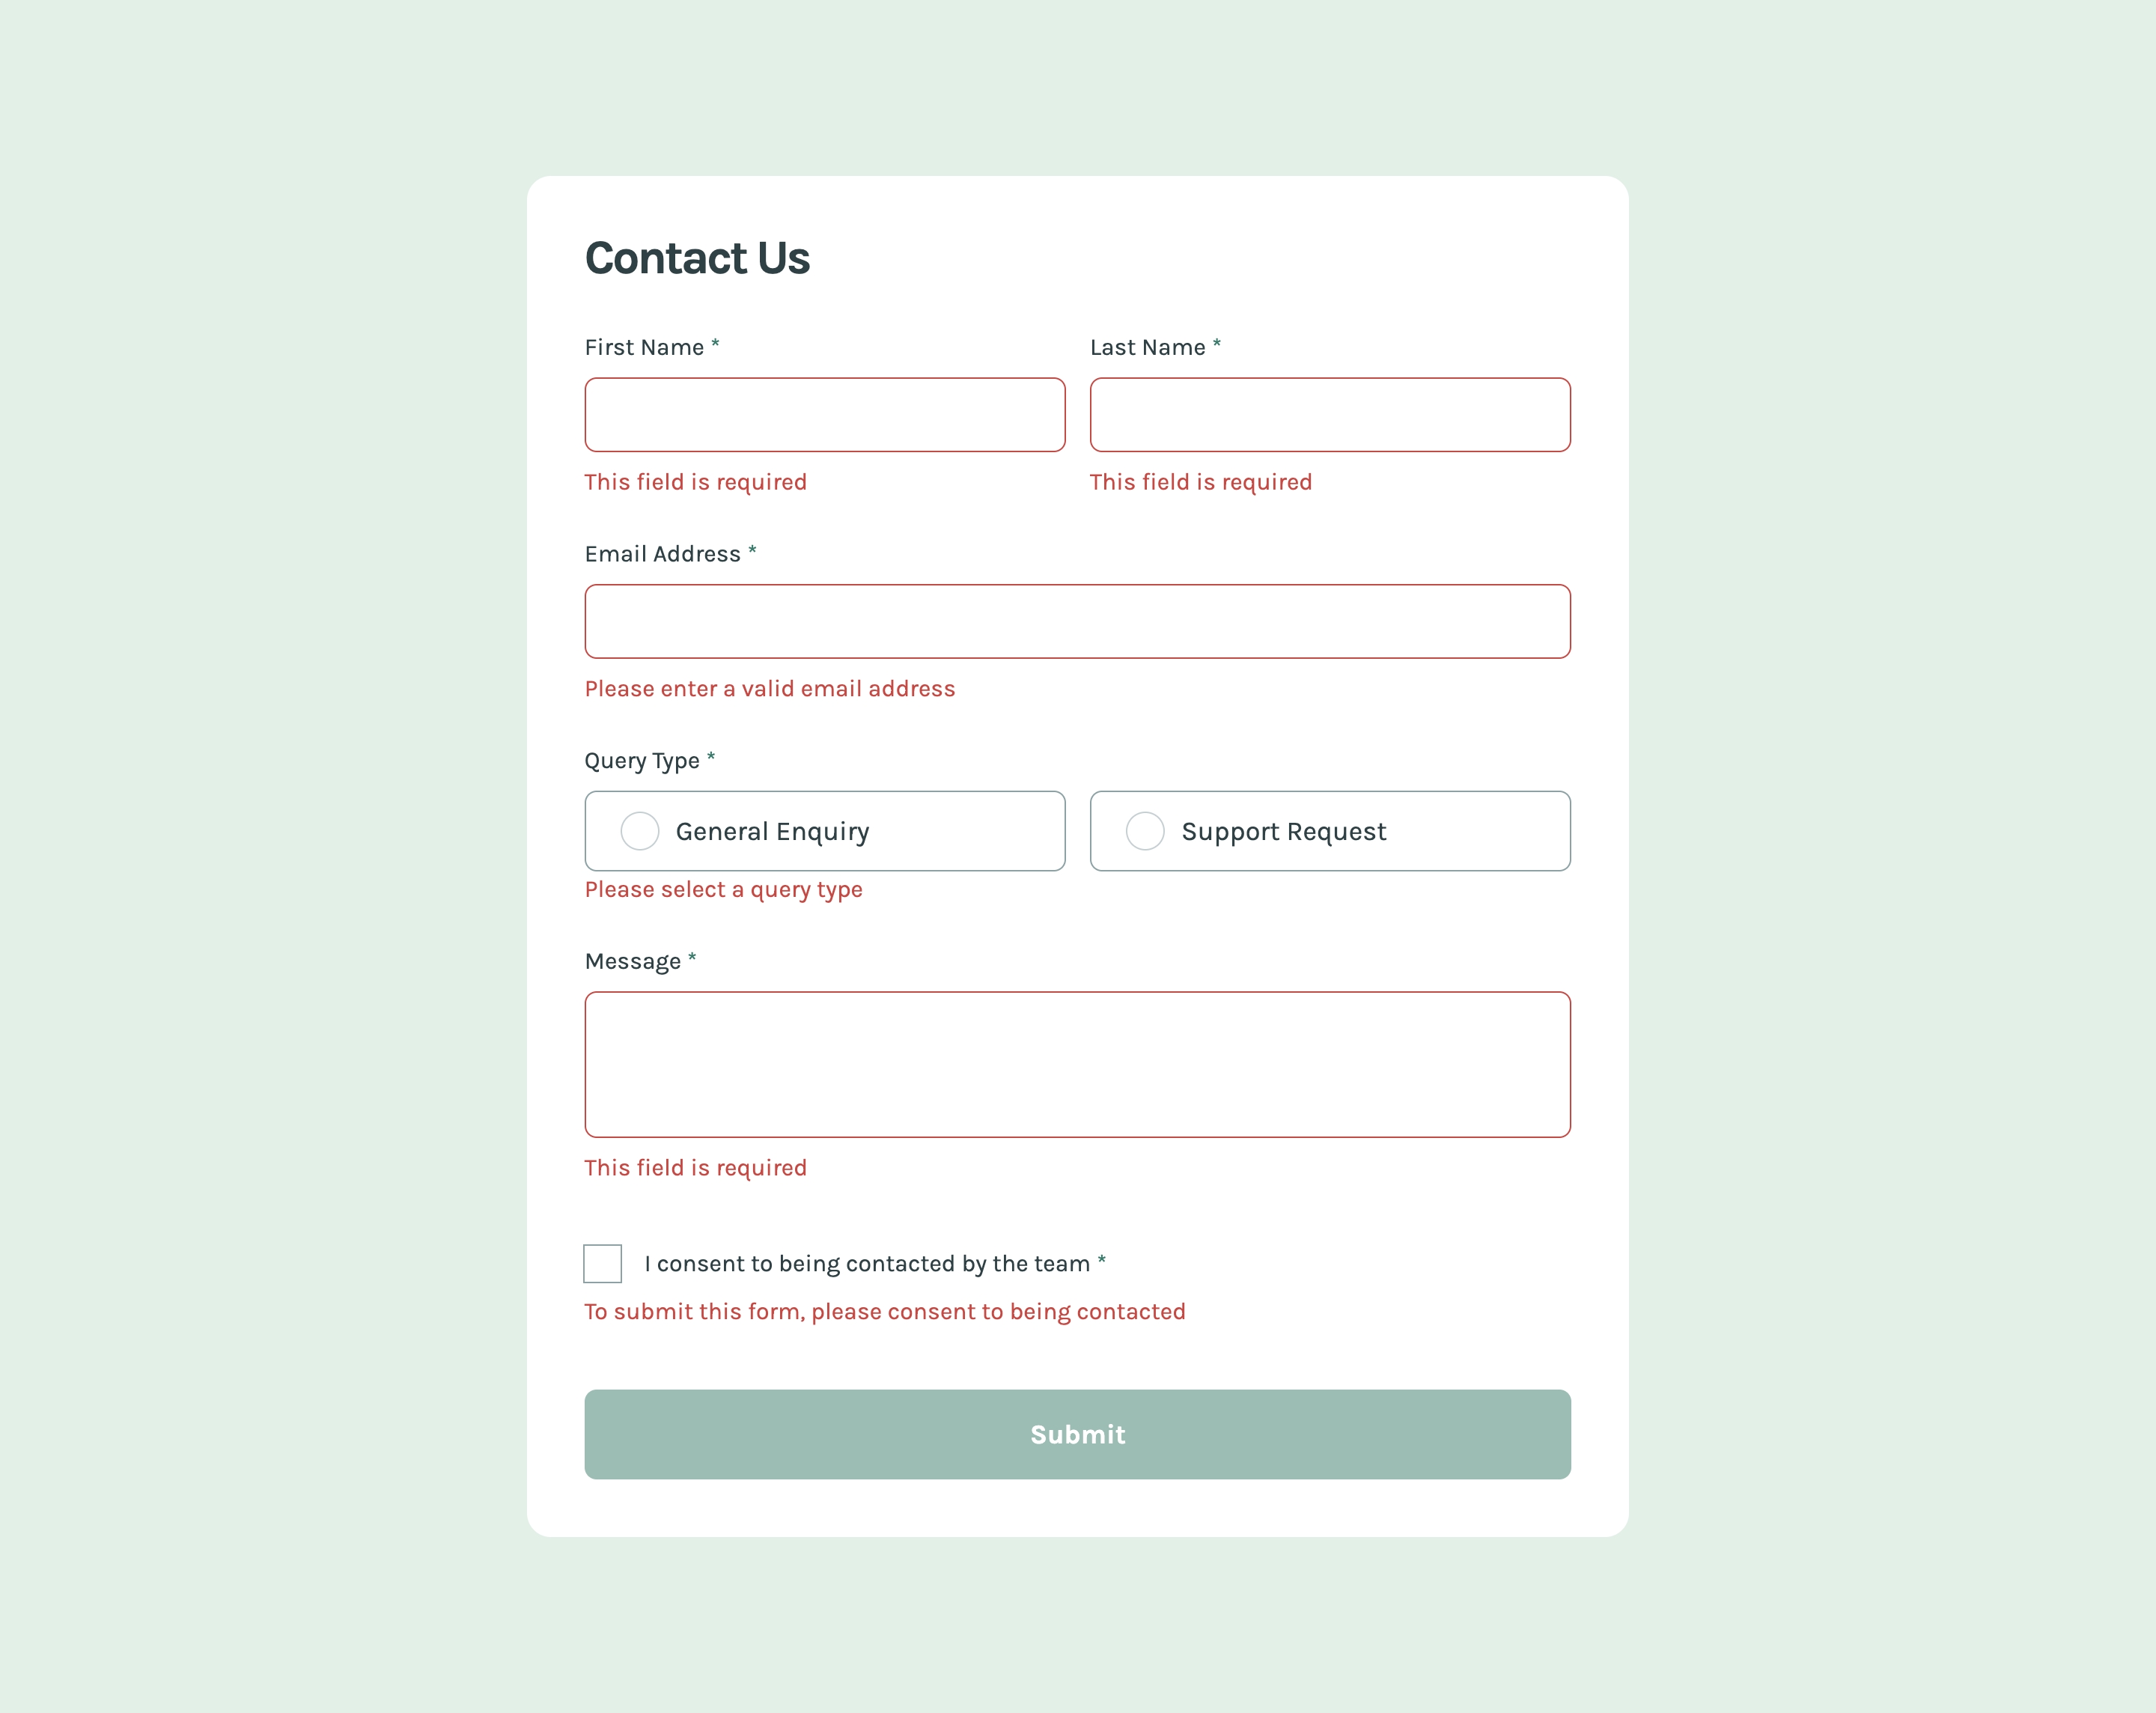 Contact Us
First Name *
Last Name *
This field is required
This field is required
Email Address *
Please enter a valid email address
Query Type *
General Enquiry
Support Request
Please select a query type
Message *
This field is required
I consent to being contacted by the team *
To submit this form, please consent to being contacted
Submit